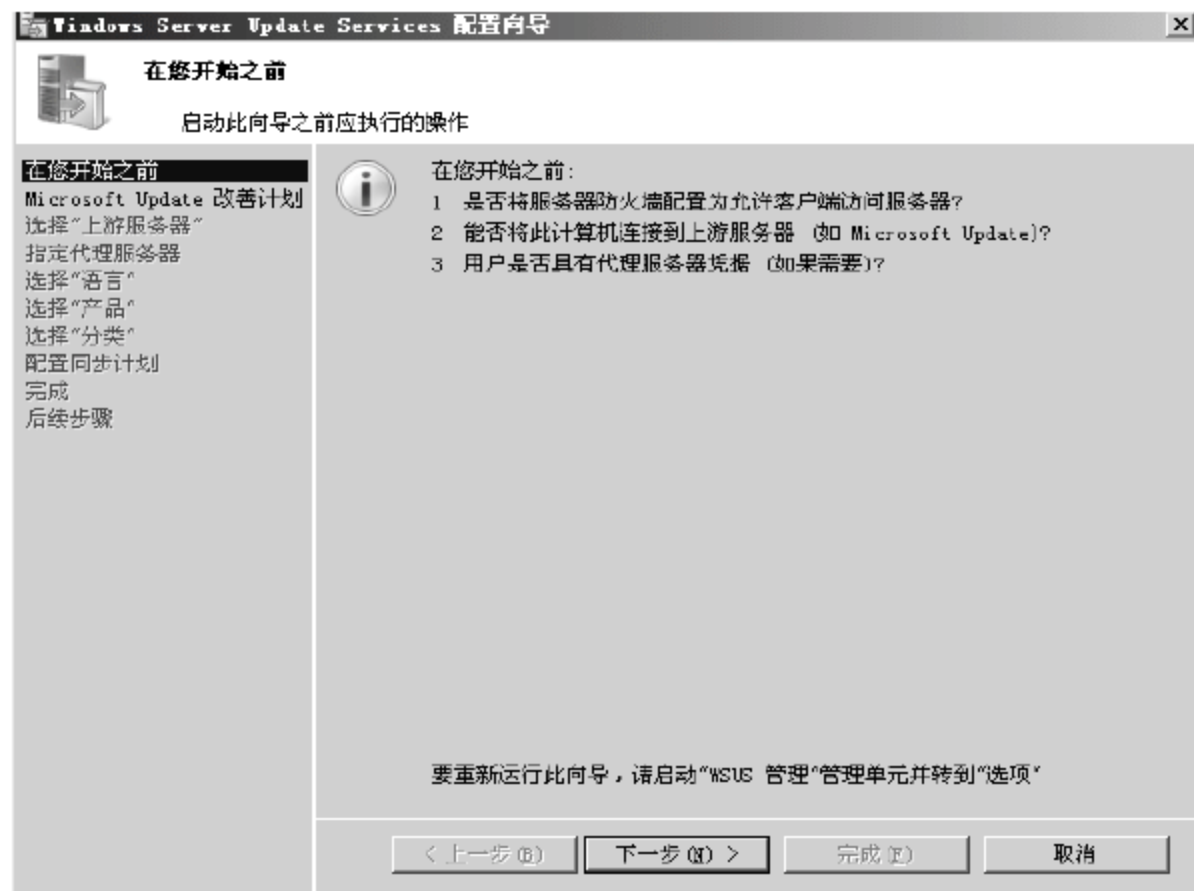 Windows Server Update Services 配置向导
在您开始之前
启动此向导之前应执行的操作
在您开始之前
Microsoft Update 改善计划
选择“上游服务器”
指定代理服务器
选择“语言”
选择“产品”
选择“分类”
配置同步计划
完成
后续步骤
在您开始之前:
1 是否将服务器防火墙配置为允许客户端访问服务器?
2 能否将此计算机连接到上游服务器 (如 Microsoft Update)?
3 用户是否具有代理服务器凭据 (如果需要)?
要重新运行此向导，请启动“WSUS 管理”管理单元并转到“选项”
< 上一步(B)
下一步(N) >
完成(F)
取消